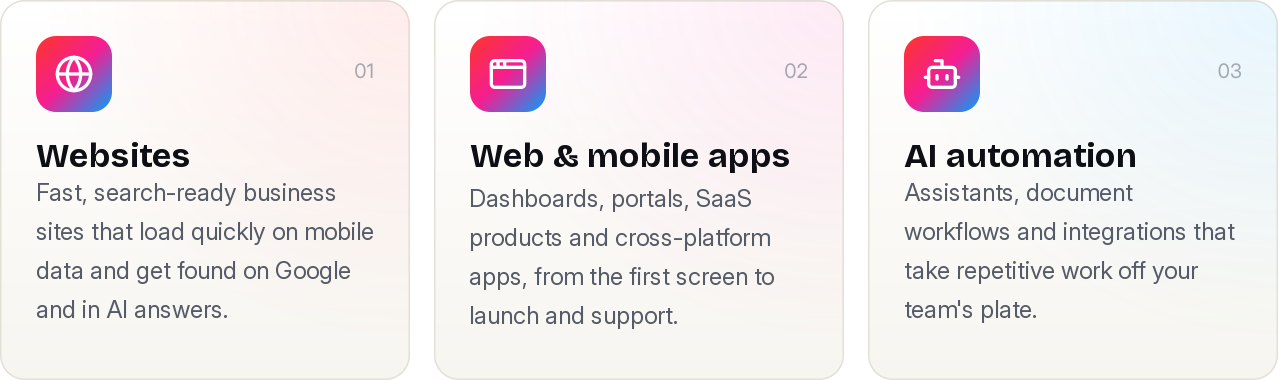 01
Websites
Fast, search-ready business
sites that load quickly on mobile
data and get found on Google
and in AI answers.
02
Web & mobile apps
Dashboards, portals, SaaS
products and cross-platform
apps, from the first screen to
launch and support.
03
AI automation
Assistants, document
workflows and integrations that
take repetitive work off your
team's plate.